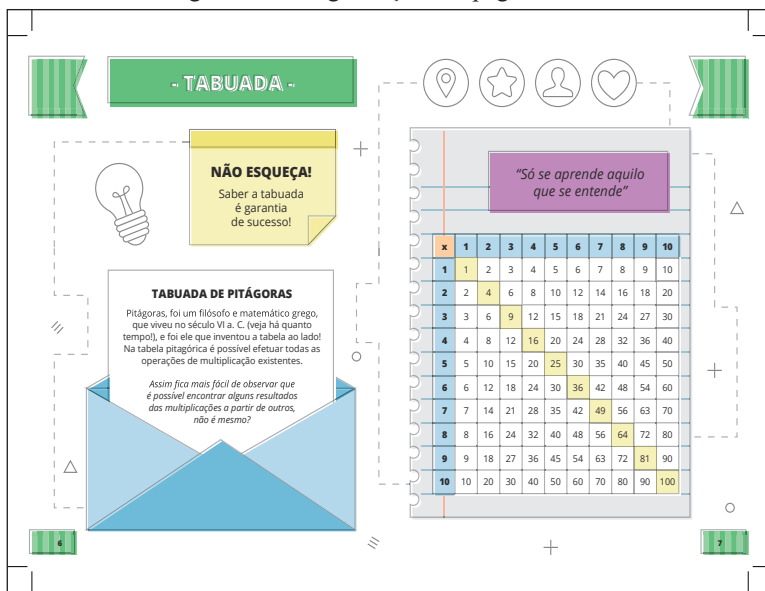 - TABUADA -
NÃO ESQUEÇA!
Saber a tabuada
é garantia
de sucesso!
TABUADA DE PITÁGORAS
Pitágoras, foi um filósofo e matemático grego,
que viveu no século VI a. C. (veja há quanto
tempo!), e foi ele que inventou a tabela ao lado!
Na tabela pitagórica é possível efetuar todas as
operações de multiplicação existentes.
Assim fica mais fácil de observar que
é possível encontrar alguns resultados
das multiplicações a partir de outros,
não é mesmo?
6
“Só se aprende aquilo
que se entende”
x 1 2 3 4 5 6 7 8 9 10
1 1 2 3 4 5 6 7 8 9 10
2 2 4 6 8 10 12 14 16 18 20
3 3 6 9 12 15 18 21 24 27 30
4 4 8 12 16 20 24 28 32 36 40
5 5 10 15 20 25 30 35 40 45 50
6 6 12 18 24 30 36 42 48 54 60
7 7 14 21 28 35 42 49 56 63 70
8 8 16 24 32 40 48 56 64 72 80
9 9 18 27 36 45 54 63 72 81 90
10 10 20 30 40 50 60 70 80 90 100
7